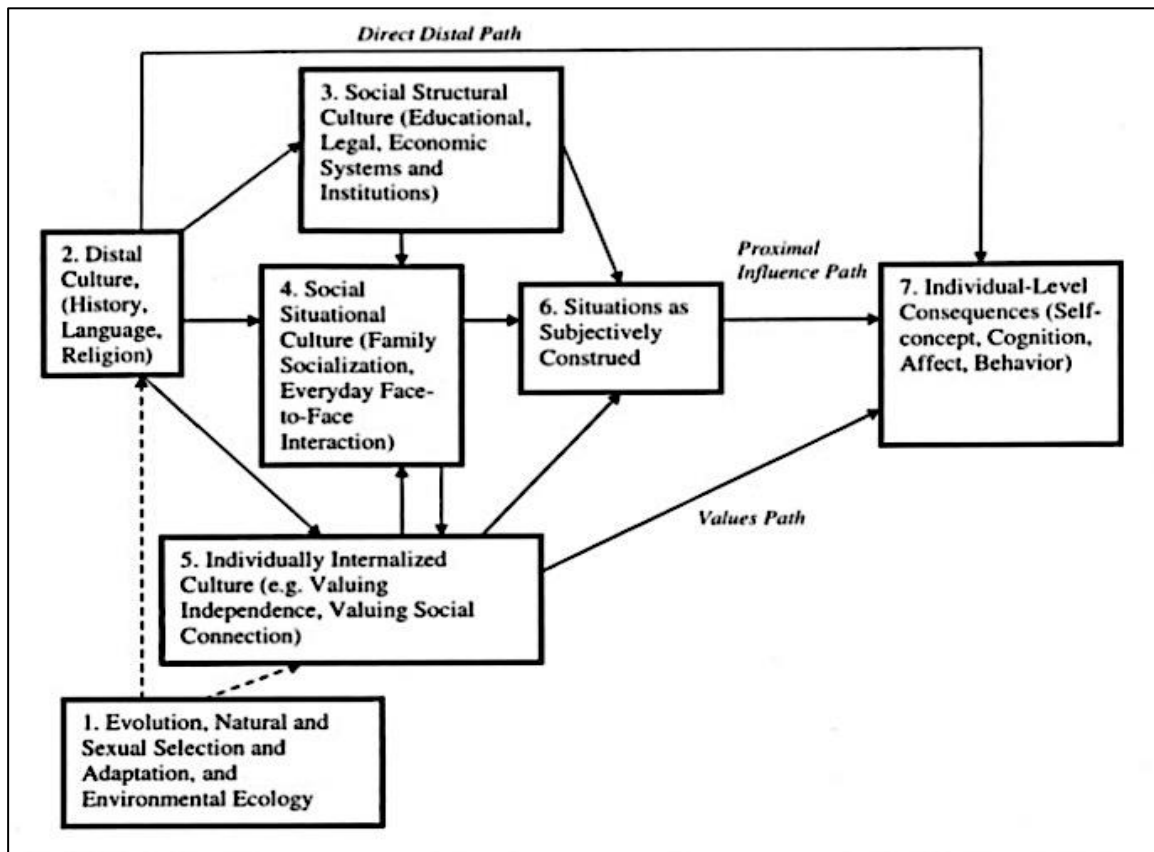 Direct Distal Path
3. Social Structural
Culture (Educational,
Legal, Economic
Systems and
Institutions)
2. Distal
Culture,
(History,
Language,
Religion)
4. Social
Situational
Culture (Family
Socialization,
Everyday Face-
to-Face
Interaction)
6. Situations as
Subjectively
Construed
Proximal
Influence Path
7. Individual-Level
Consequences (Self-
concept, Cognition,
Affect, Behavior)
Values Path
5. Individually Internalized
Culture (e.g. Valuing
Independence, Valuing Social
Connection)
1. Evolution, Natural and
Sexual Selection and
Adaptation, and
Environmental Ecology